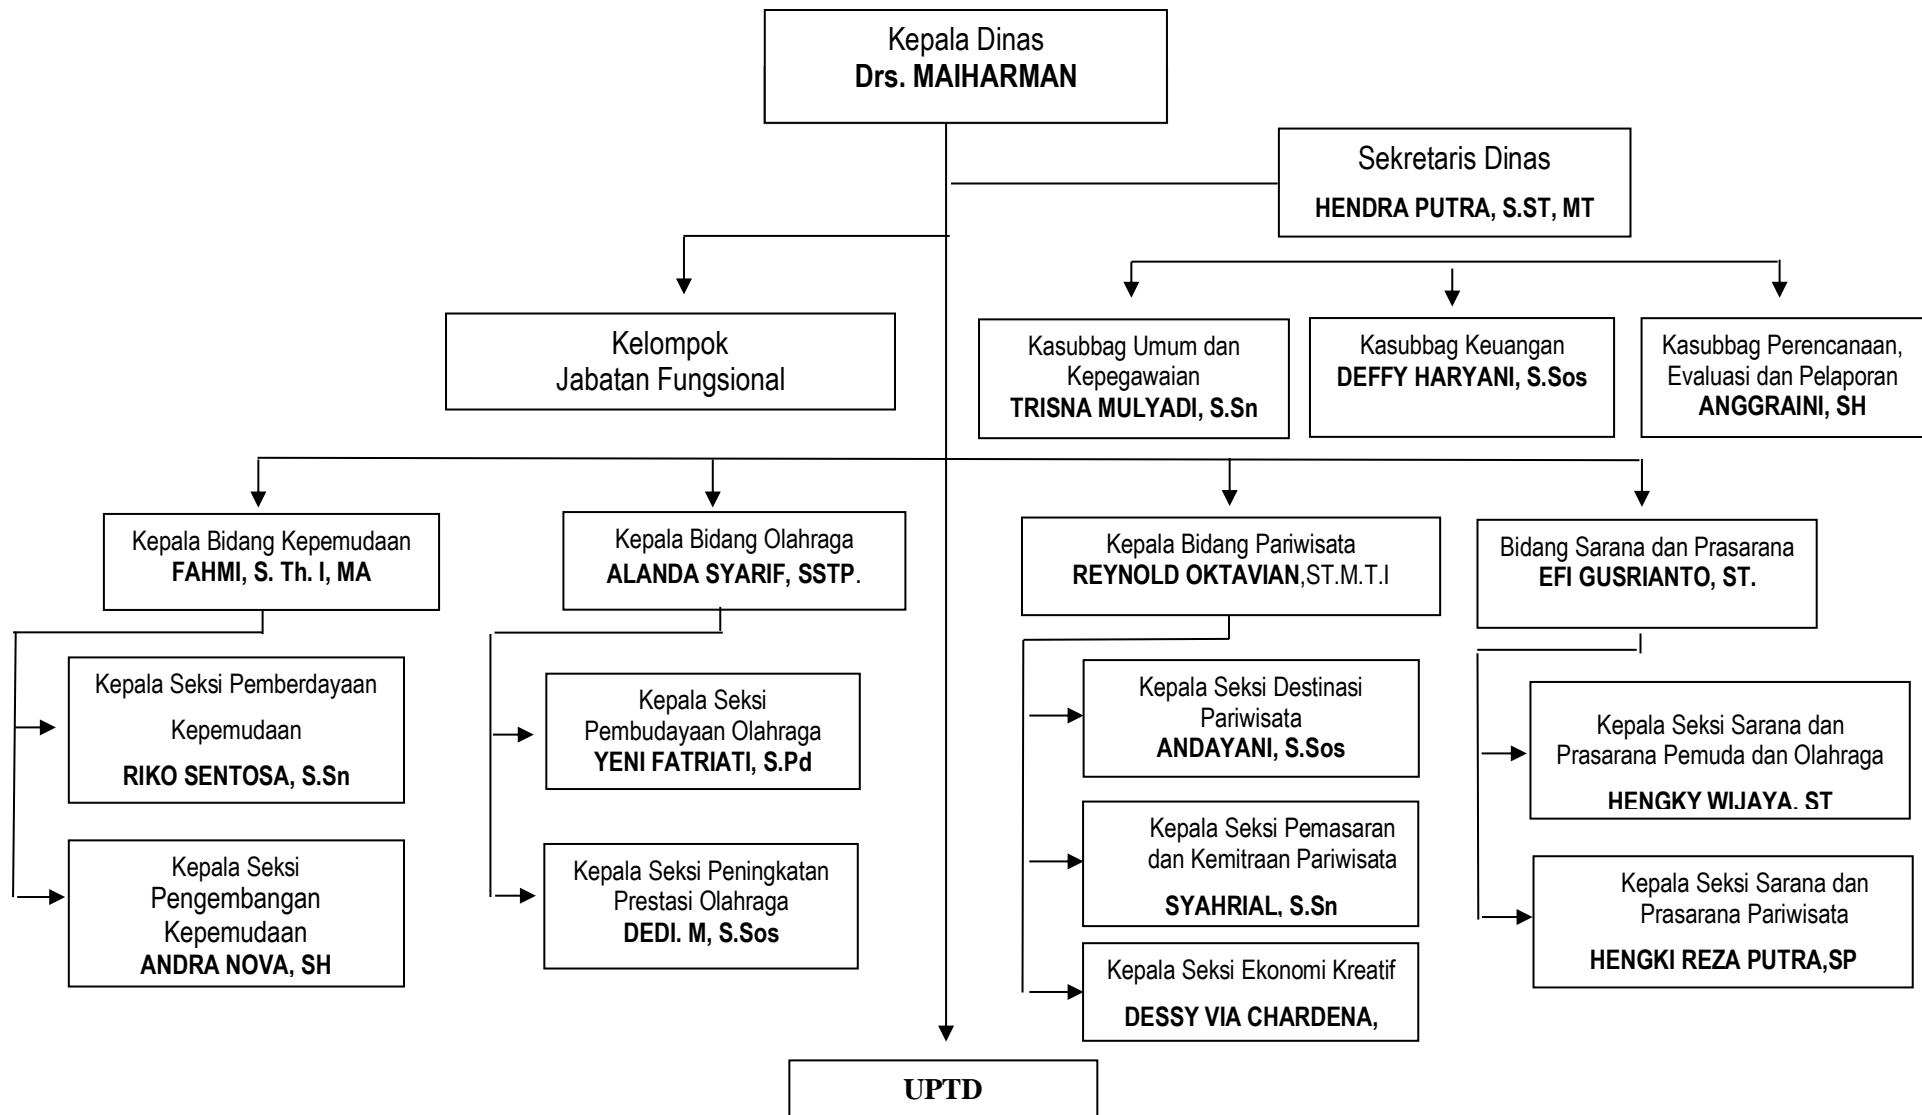 Kepala Dinas
Drs. MAIHARMAN
Sekretaris Dinas
HENDRA PUTRA, S.ST, MT
Kelompok
Jabatan Fungsional
Kasubbag Umum dan
Kepegawaian
TRISNA MULYADI, S.Sn
Kasubbag Keuangan
DEFFY HARYANI, S.Sos
Kasubbag Perencanaan,
Evaluasi dan Pelaporan
ANGGRAINI, SH
Kepala Bidang Kepemudaan
FAHMI, S. Th. I, MA
Kepala Bidang Olahraga
ALANDA SYARIF, SSTP.
Kepala Bidang Pariwisata
REYNOLD OKTAVIAN,ST.M.T.I
Bidang Sarana dan Prasarana
EFI GUSRIANTO, ST.
Kepala Seksi Pemberdayaan
Kepemudaan
RIKO SENTOSA, S.Sn
Kepala Seksi
Pengembangan
Kepemudaan
ANDRA NOVA, SH
Kepala Seksi
Pembudayaan Olahraga
YENI FATRIATI, S.Pd
Kepala Seksi Peningkatan
Prestasi Olahraga
DEDI. M, S.Sos
Kepala Seksi Destinasi
Pariwisata
ANDAYANI, S.Sos
Kepala Seksi Pemasaran
dan Kemitraan Pariwisata
SYAHRIAL, S.Sn
Kepala Seksi Ekonomi Kreatif
DESSY VIA CHARDENA,
Kepala Seksi Sarana dan
Prasarana Pemuda dan Olahraga
HENGKY WIJAYA, ST
Kepala Seksi Sarana dan
Prasarana Pariwisata
HENGKI REZA PUTRA,SP
UPTD